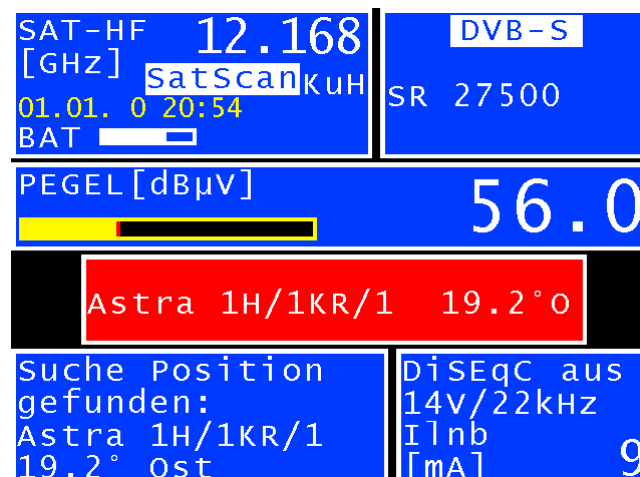 SAT-HF 12.168
[GHz]
SatScan KuH
01.01. 0 20:54
BAT
DVB-S
SR 27500
PEGEL[dBµV] 56.0
Astra 1H/1KR/1 19.2°O
Suche Position
gefunden:
Astra 1H/1KR/1
19.2° Ost
DiSEqC aus
14V/22kHz
Ilnb
[mA] 9